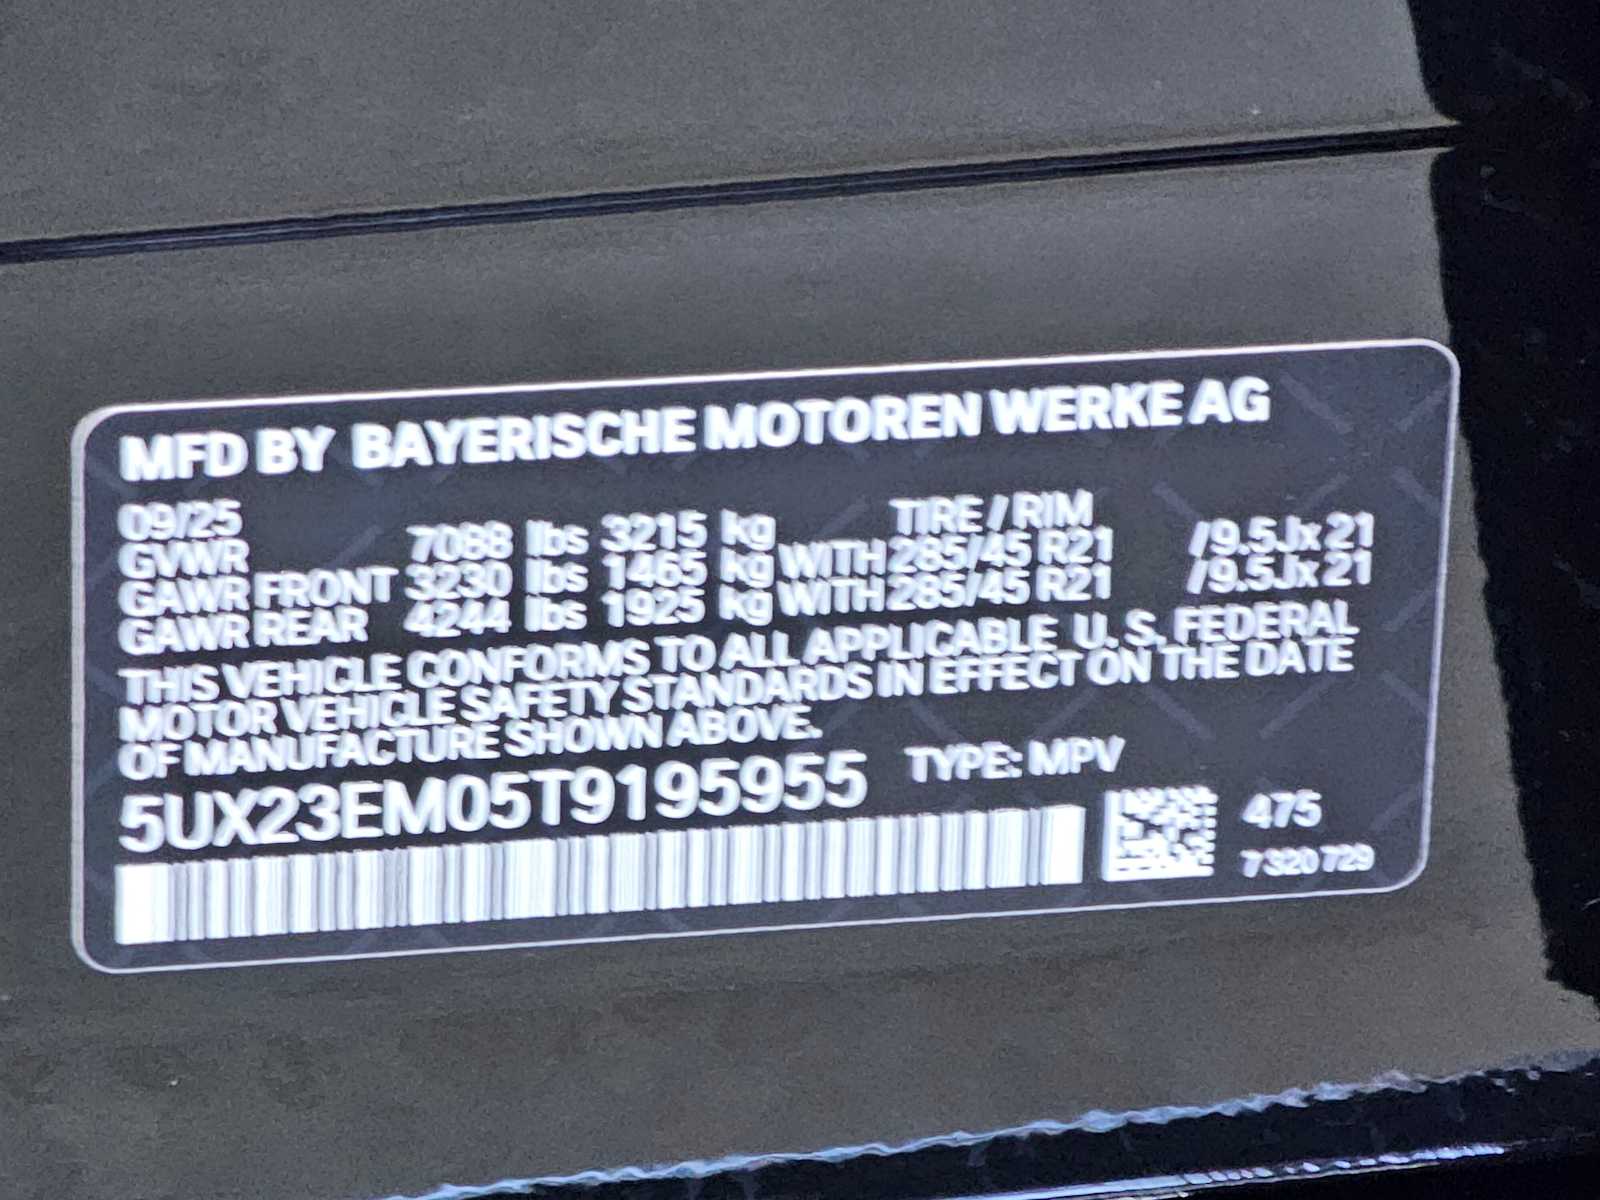 MFD BY BAYERISCHE MOTOREN WERKE AG
09/25 TIRE / RIM
GVWR 7088 lbs 3215 kg
GAWR FRONT 3230 lbs 1465 kg WITH 285/45 R21 /9.5Jx21
GAWR REAR 4244 lbs 1925 kg WITH 285/45 R21 /9.5Jx21
THIS VEHICLE CONFORMS TO ALL APPLICABLE U. S. FEDERAL
MOTOR VEHICLE SAFETY STANDARDS IN EFFECT ON THE DATE
OF MANUFACTURE SHOWN ABOVE.
5UX23EM05T9195955 TYPE: MPV
475
7 320 729